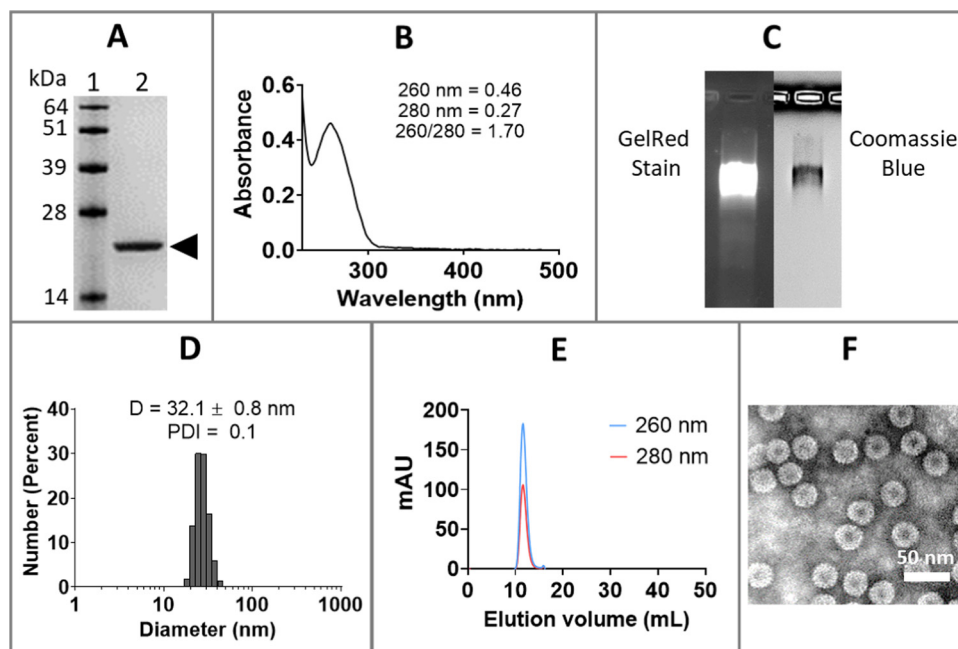 A
kDa 1 2
64
51
39
28
14
B
260 nm = 0.46
280 nm = 0.27
260/280 = 1.70
Absorbance
0.6
0.4
0.2
0.0
300 400 500
Wavelength (nm)
C
GelRed
Stain
Coomassie
Blue
D
D = 32.1 ± 0.8 nm
PDI = 0.1
Number (Percent)
40
30
20
10
0
1 10 100 1000
Diameter (nm)
E
260 nm
280 nm
mAU
200
150
100
50
0
0 10 20 30 40 50
Elution volume (mL)
F
50 nm